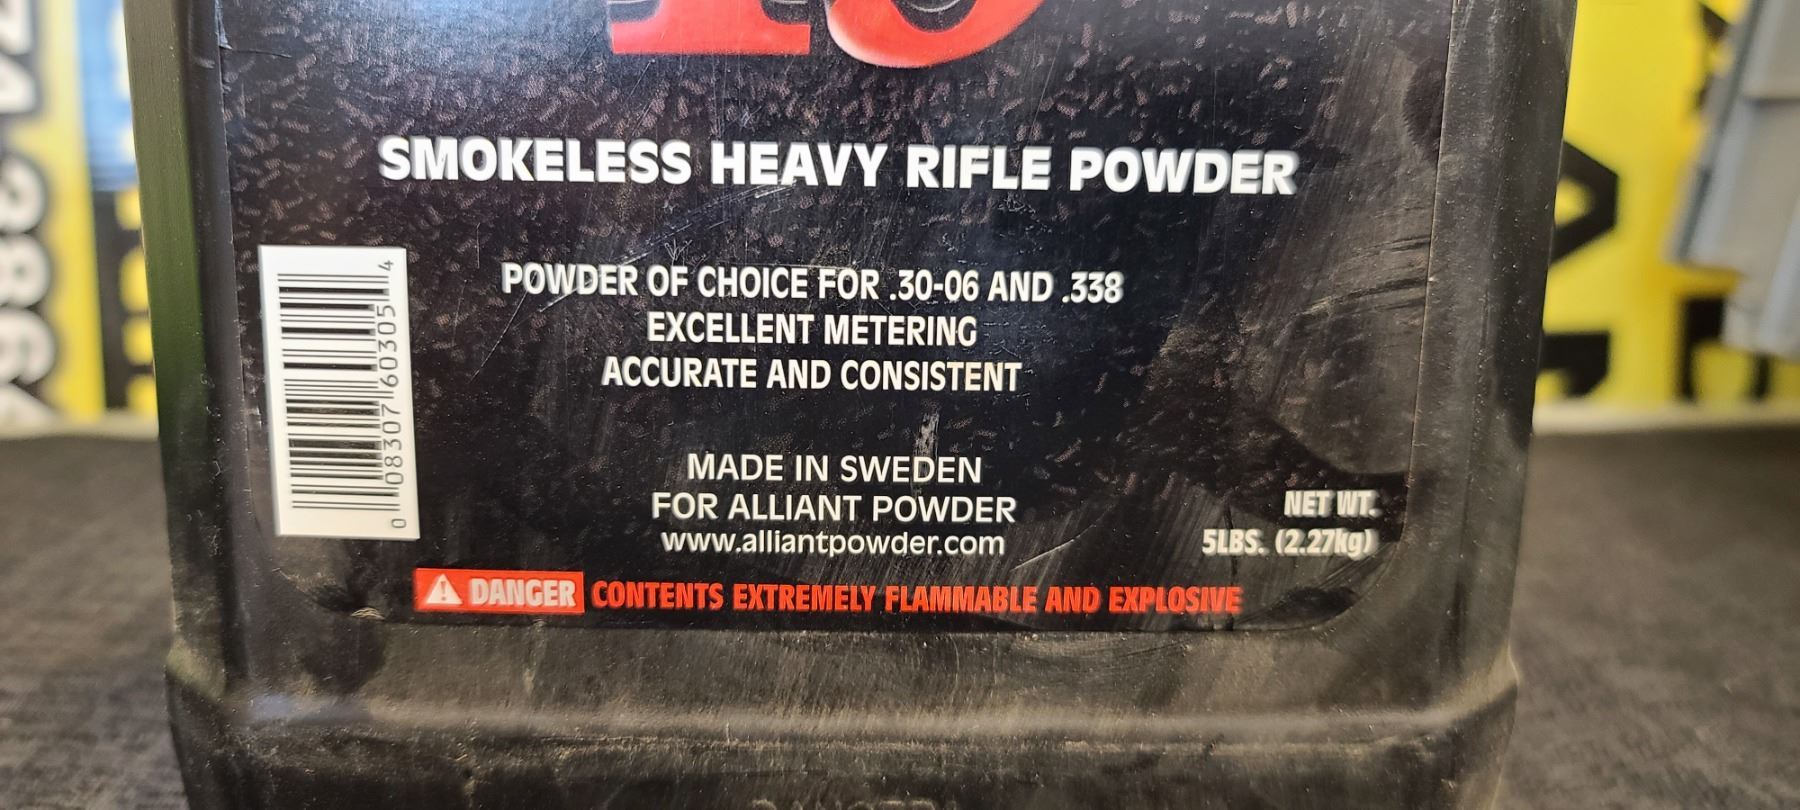 SMOKELESS HEAVY RIFLE POWDER
POWDER OF CHOICE FOR .30-06 AND .338
EXCELLENT METERING
ACCURATE AND CONSISTENT
MADE IN SWEDEN
FOR ALLIANT POWDER
www.alliantpowder.com
NET WT.
5LBS. (2.27kg)
DANGER CONTENTS EXTREMELY FLAMMABLE AND EXPLOSIVE
0 08307 60305 4